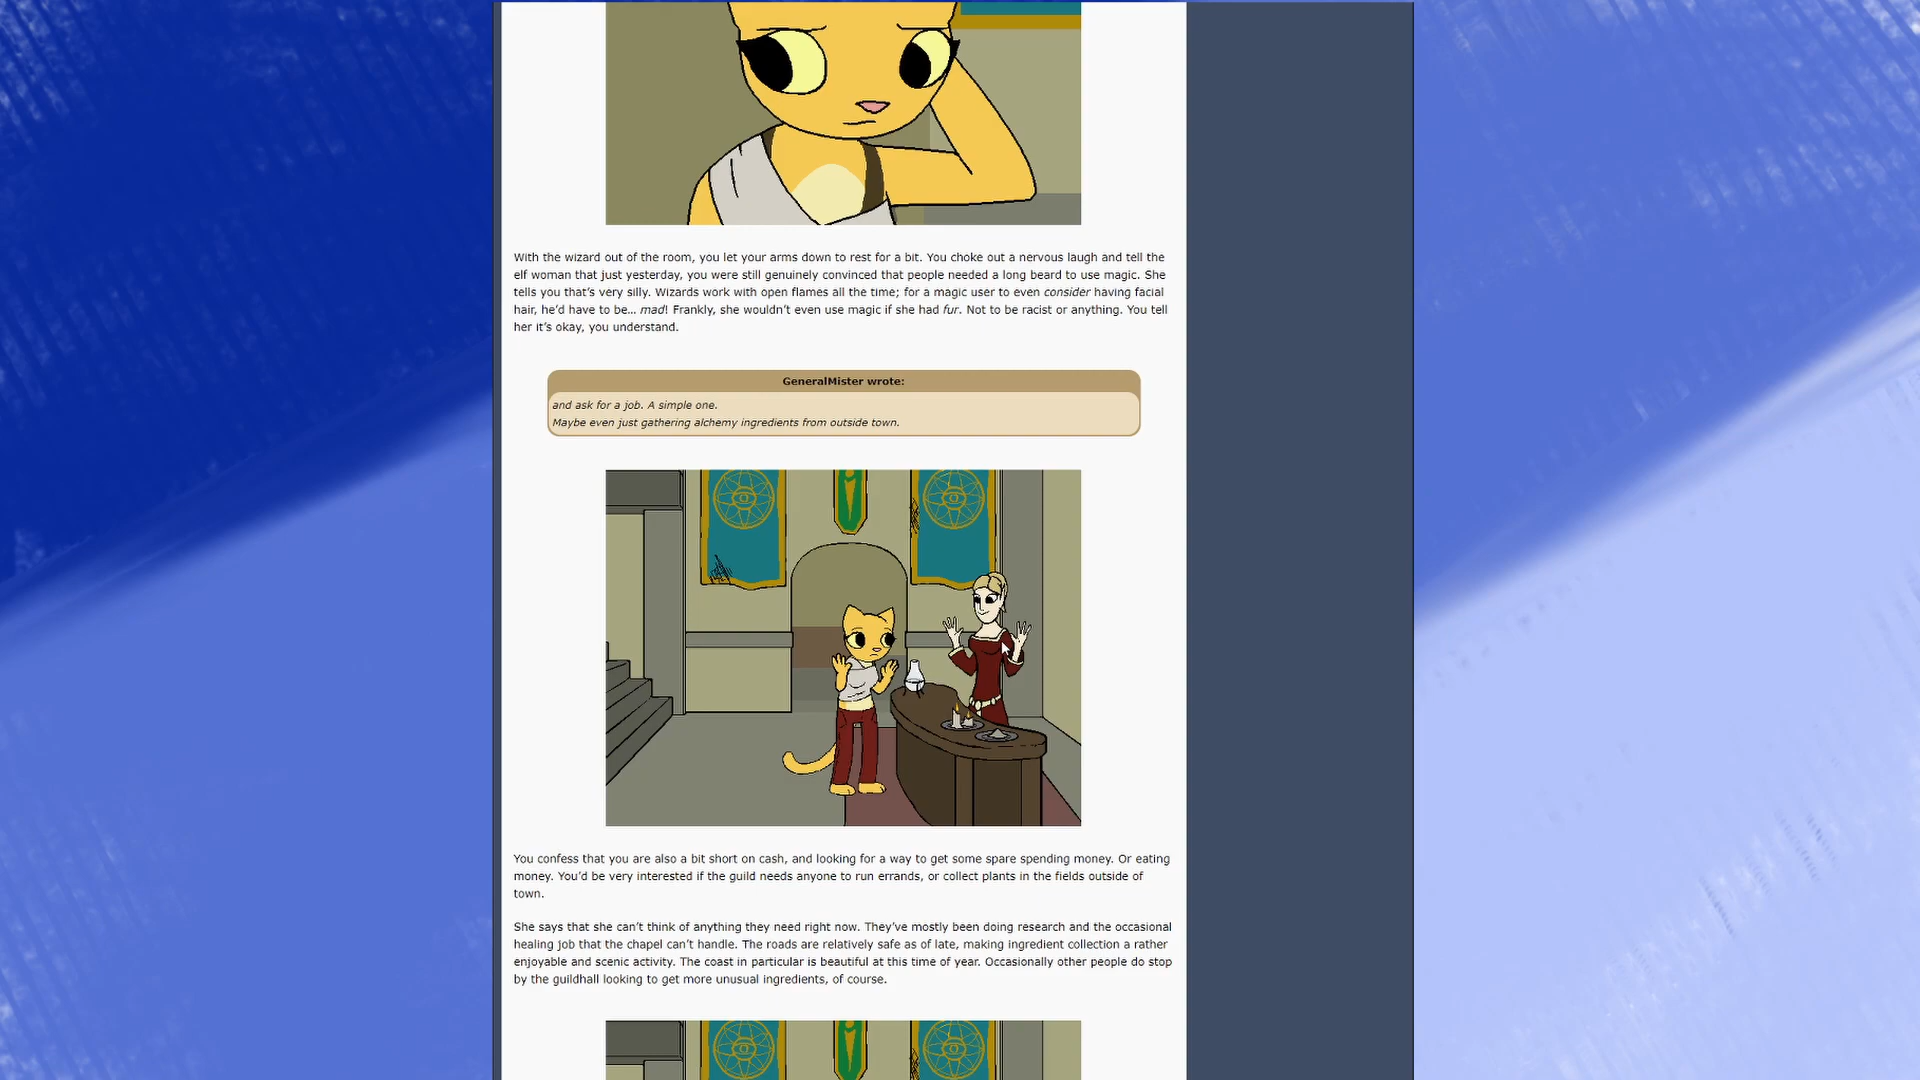 With the wizard out of the room, you let your arms down to rest for a bit. You choke out a nervous laugh and tell the
elf woman that just yesterday, you were still genuinely convinced that people needed a long beard to use magic. She
tells you that’s very silly. Wizards work with open flames all the time; for a magic user to even consider having facial
hair, he’d have to be... mad! Frankly, she wouldn’t even use magic if she had fur. Not to be racist or anything. You tell
her it’s okay, you understand.
GeneralMister wrote:
and ask for a job. A simple one.
Maybe even just gathering alchemy ingredients from outside town.
You confess that you are also a bit short on cash, and looking for a way to get some spare spending money. Or eating
money. You’d be very interested if the guild needs anyone to run errands, or collect plants in the fields outside of
town.
She says that she can’t think of anything they need right now. They’ve mostly been doing research and the occasional
healing job that the chapel can’t handle. The roads are relatively safe as of late, making ingredient collection a rather
enjoyable and scenic activity. The coast in particular is beautiful at this time of year. Occasionally other people do stop
by the guildhall looking to get more unusual ingredients, of course.